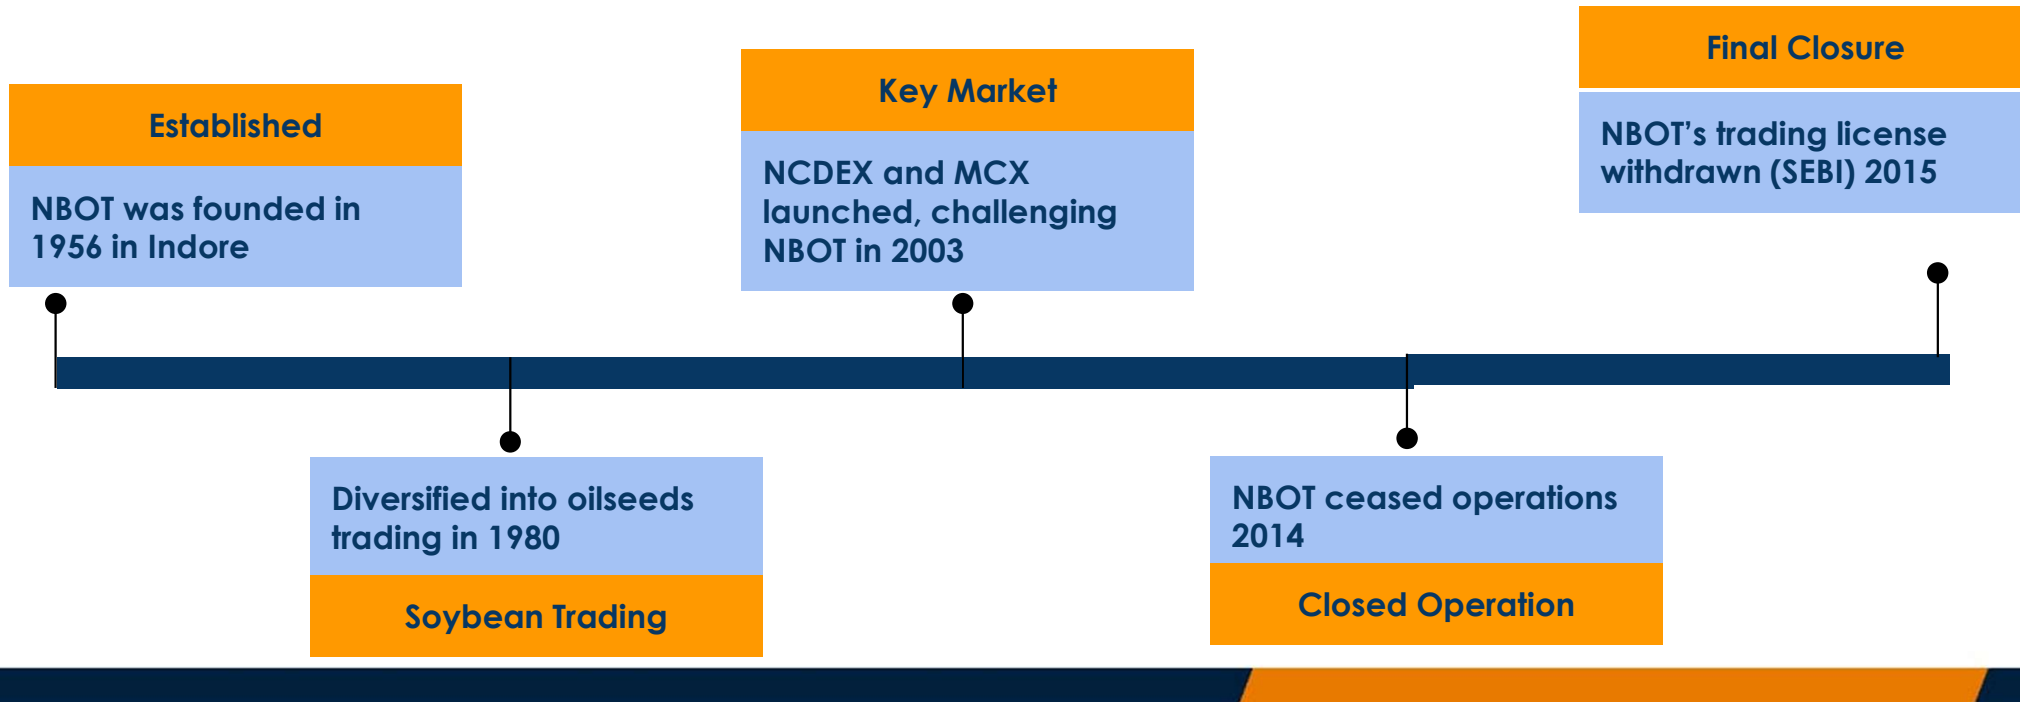 Established
NBOT was founded in
1956 in Indore
Diversified into oilseeds
trading in 1980
Soybean Trading
Key Market
NCDEX and MCX
launched, challenging
NBOT in 2003
NBOT ceased operations
2014
Closed Operation
Final Closure
NBOT’s trading license
withdrawn (SEBI) 2015